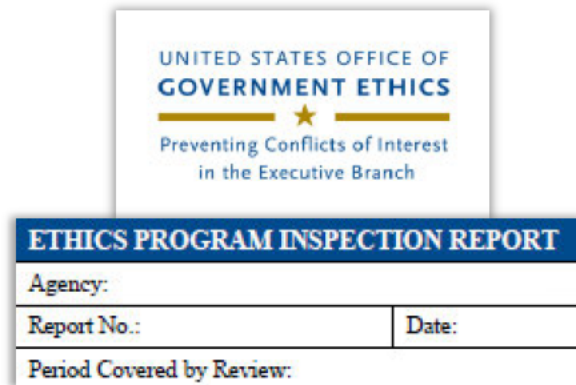 UNITED STATES OFFICE OF
GOVERNMENT ETHICS
Preventing Conflicts of Interest
in the Executive Branch
ETHICS PROGRAM INSPECTION REPORT
Agency:
Report No.: Date:
Period Covered by Review: